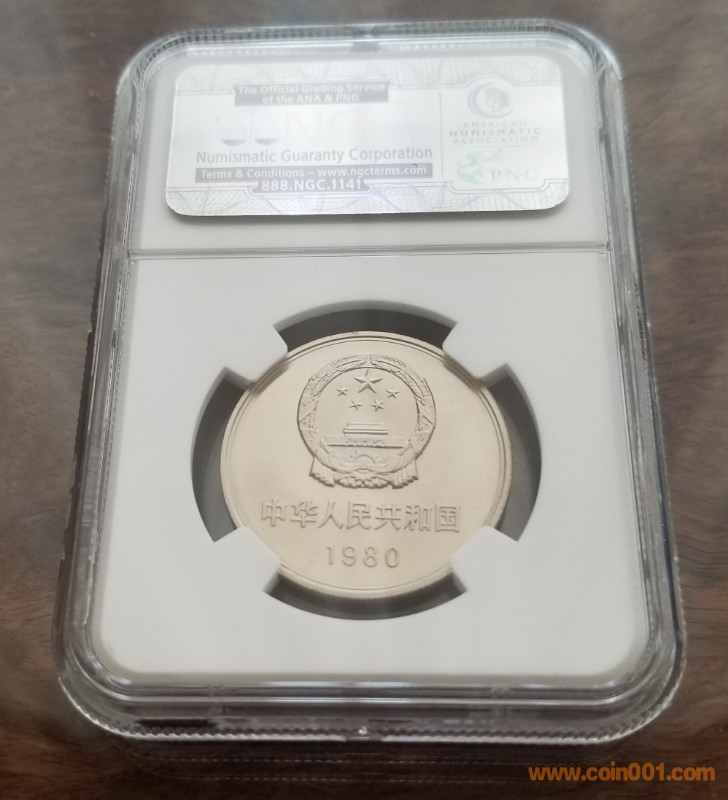 The Official Grading Service
of the ANA & PNG
NGC
Numismatic Guaranty Corporation
Terms & Conditions – www.ngcterms.com
888.NGC.1141
AMERICAN
NUMISMATIC
ASSOCIATION
PNG
中华人民共和国
1980
www.coin001.com